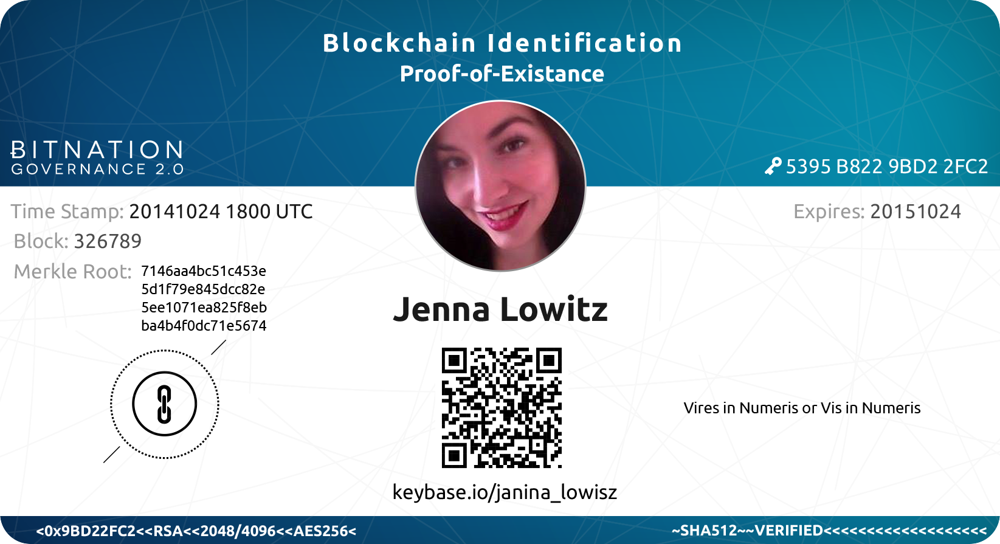 Blockchain Identification
Proof-of-Existance
BITNATION
GOVERNANCE 2.0
5395 B822 9BD2 2FC2
Time Stamp: 20141024 1800 UTC
Expires: 20151024
Block: 326789
Merkle Root: 7146aa4bc51c453e
5d1f79e845dcc82e
5ee1071ea825f8eb
ba4b4f0dc71e5674
Jenna Lowitz
Vires in Numeris or Vis in Numeris
keybase.io/janina_lowisz
<0x9BD22FC2<<RSA<<2048/4096<<AES256<
~SHA512~~VERIFIED<<<<<<<<<<<<<<<<<<<